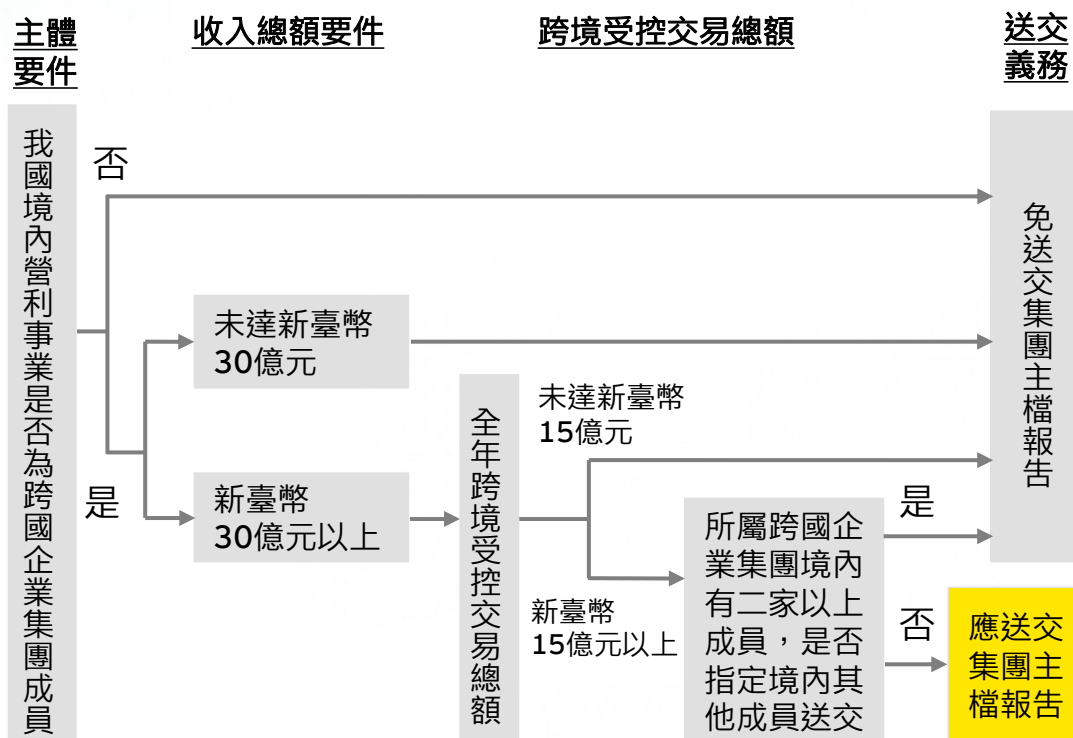 主體
要件
收入總額要件
跨境受控交易總額
送交
義務
我國境內營利事業是否為跨國企業集團成員
否
是
未達新臺幣
30億元
新臺幣
30億元以上
全年跨境受控交易總額
未達新臺幣
15億元
新臺幣
15億元以上
所屬跨國企
業集團境內
有二家以上
成員，是否
指定境內其
他成員送交
是
否
免送交集團主檔報告
應送交
集團主
檔報告